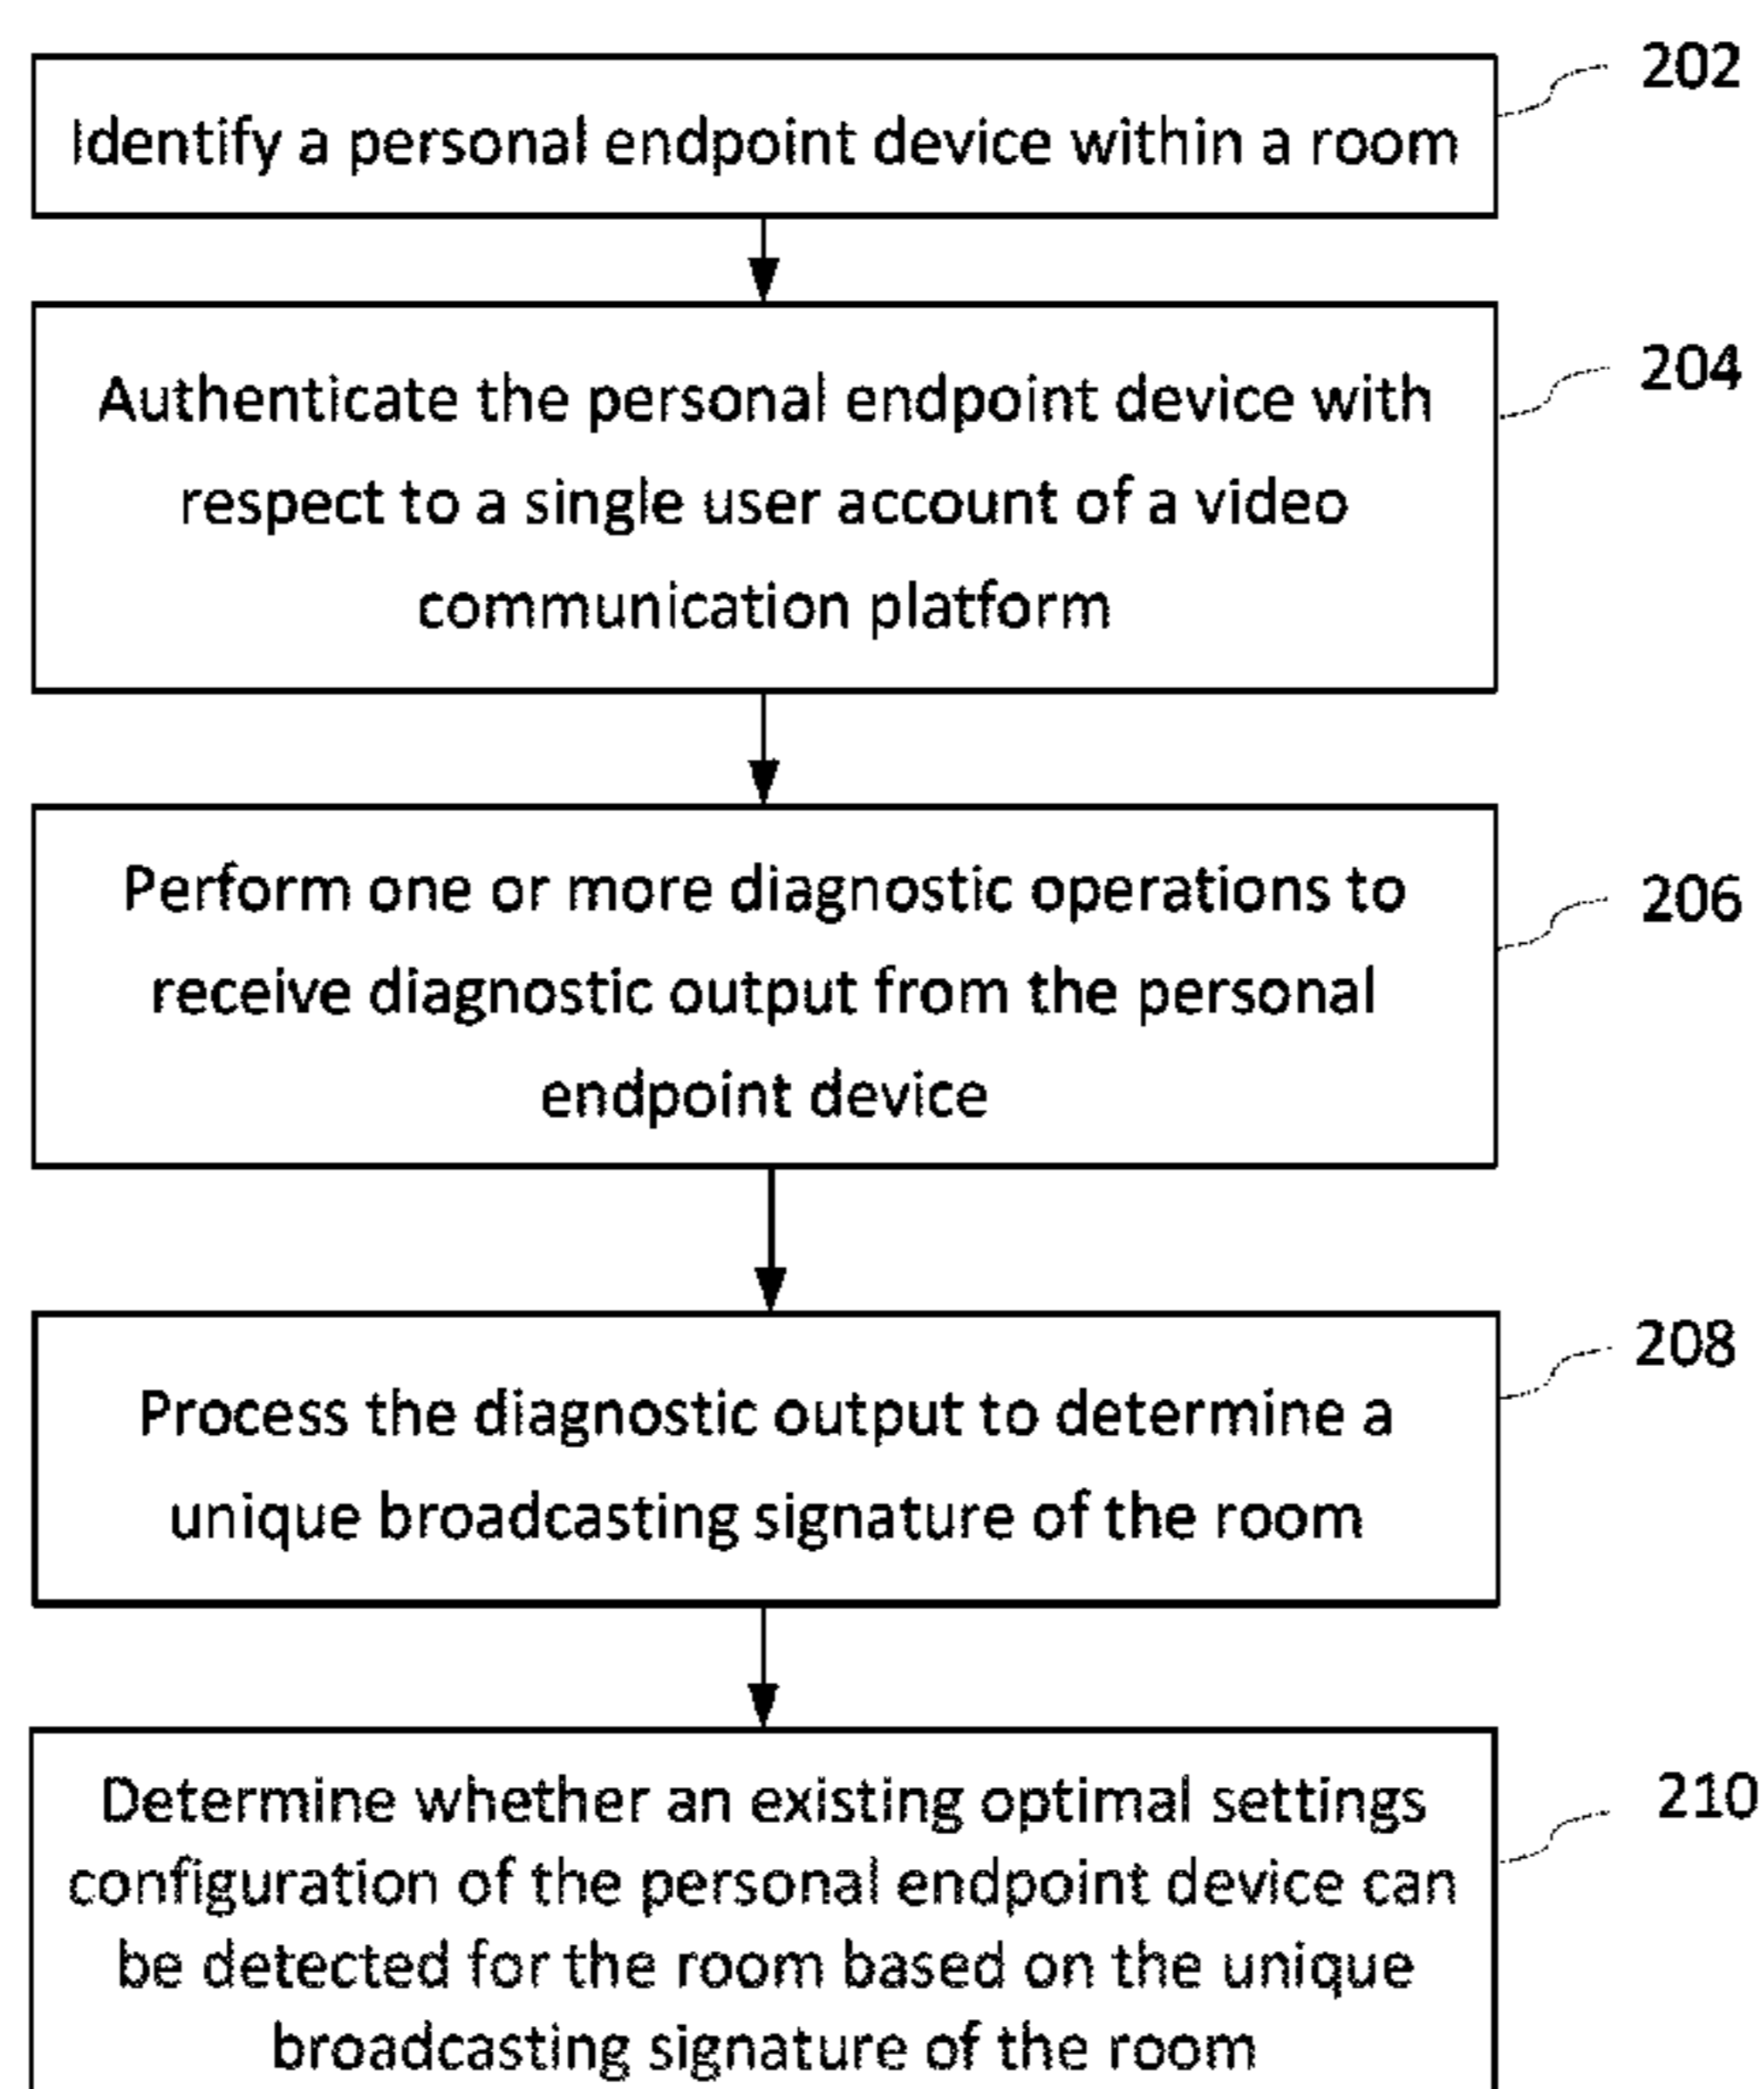 202
Identify a personal endpoint device within a room
204
Authenticate the personal endpoint device with
respect to a single user account of a video
communication platform
206
Perform one or more diagnostic operations to
receive diagnostic output from the personal
endpoint device
208
Process the diagnostic output to determine a
unique broadcasting signature of the room
210
Determine whether an existing optimal settings
configuration of the personal endpoint device can
be detected for the room based on the unique
broadcasting signature of the room